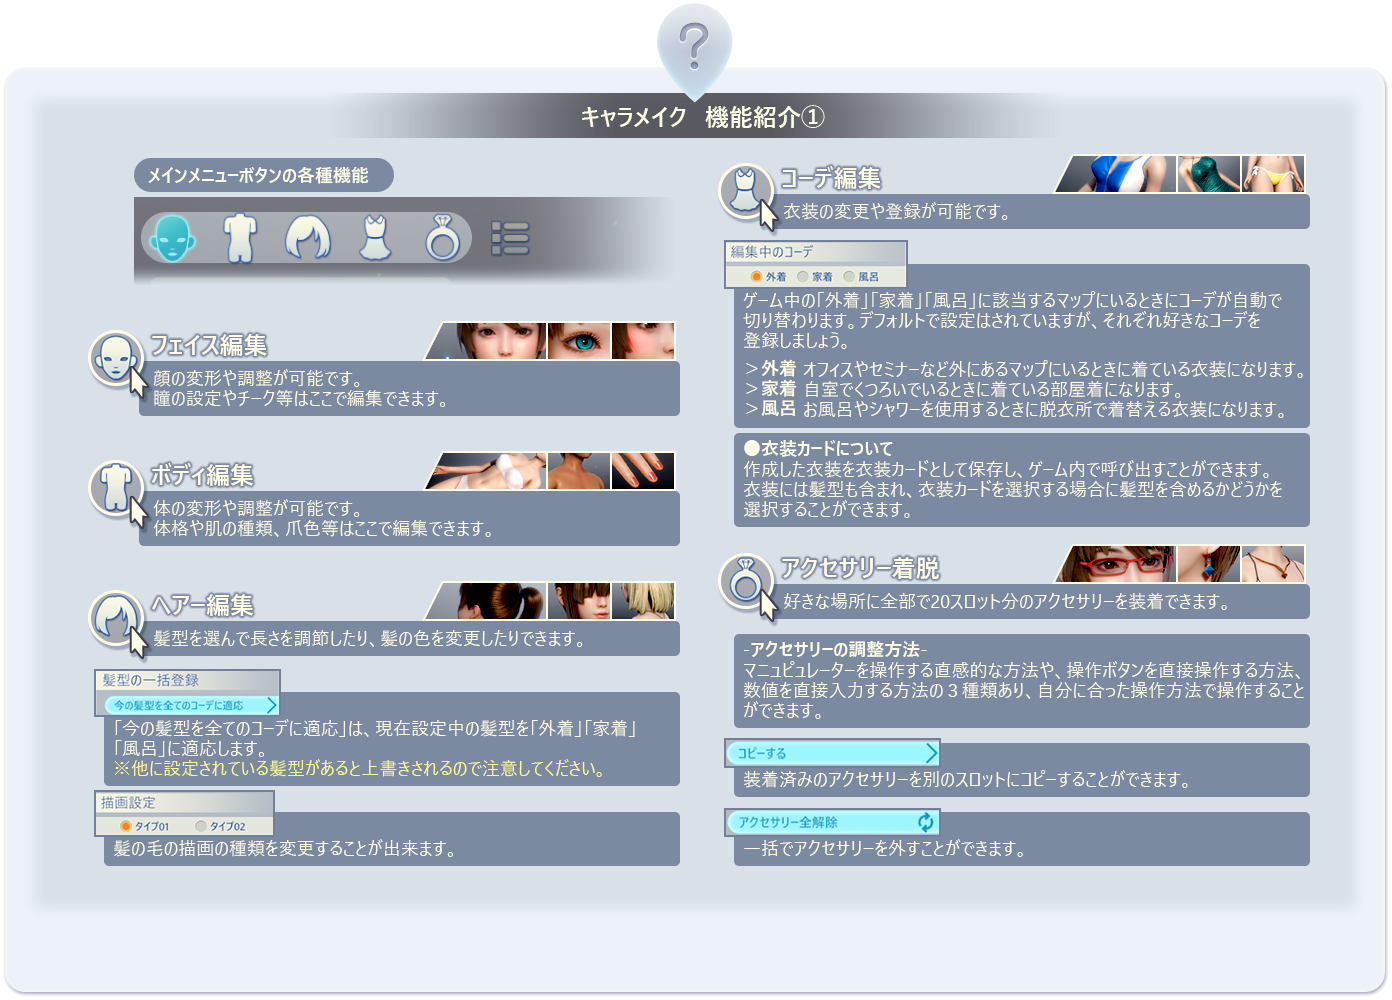 ?
キャラメイク　機能紹介①
メインメニューボタンの各種機能
フェイス編集
顔の変形や調整が可能です。
瞳の設定やチーク等はここで編集できます。
ボディ編集
体の変形や調整が可能です。
体格や肌の種類、爪色等はここで編集できます。
ヘアー編集
髪型を選んで長さを調節したり、髪の色を変更したりできます。
髪型の一括登録
今の髪型を全てのコーデに適応
「今の髪型を全てのコーデに適応」は、現在設定中の髪型を「外着」「家着」
「風呂」に適応します。
※他に設定されている髪型があると上書きされるので注意してください。
描画設定
タイプ01　タイプ02
髪の毛の描画の種類を変更することが出来ます。
コーデ編集
衣装の変更や登録が可能です。
編集中のコーデ
外着　家着　風呂
ゲーム中の「外着」「家着」「風呂」に該当するマップにいるときにコーデが自動で
切り替わります。デフォルトで設定はされていますが、それぞれ好きなコーデを
登録しましょう。
＞外着 オフィスやセミナーなど外にあるマップにいるときに着ている衣装になります。
＞家着 自室でくつろいでいるときに着ている部屋着になります。
＞風呂 お風呂やシャワーを使用するときに脱衣所で着替える衣装になります。
●衣装カードについて
作成した衣装を衣装カードとして保存し、ゲーム内で呼び出すことができます。
衣装には髪型も含まれ、衣装カードを選択する場合に髪型を含めるかどうかを
選択することができます。
アクセサリー着脱
好きな場所に全部で20スロット分のアクセサリーを装着できます。
-アクセサリーの調整方法-
マニュピュレーターを操作する直感的な方法や、操作ボタンを直接操作する方法、
数値を直接入力する方法の３種類あり、自分に合った操作方法で操作すること
ができます。
コピーする
装着済みのアクセサリーを別のスロットにコピーすることができます。
アクセサリー全解除
一括でアクセサリーを外すことができます。